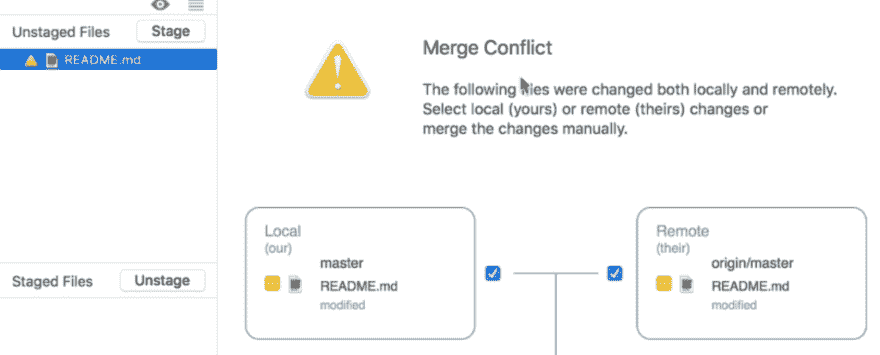 Unstaged Files
Stage
README.md
Staged Files
Unstage
Merge Conflict
The following files were changed both locally and remotely.
Select local (yours) or remote (theirs) changes or
merge the changes manually.
Local
(our)
master
README.md
modified
Remote
(their)
origin/master
README.md
modified